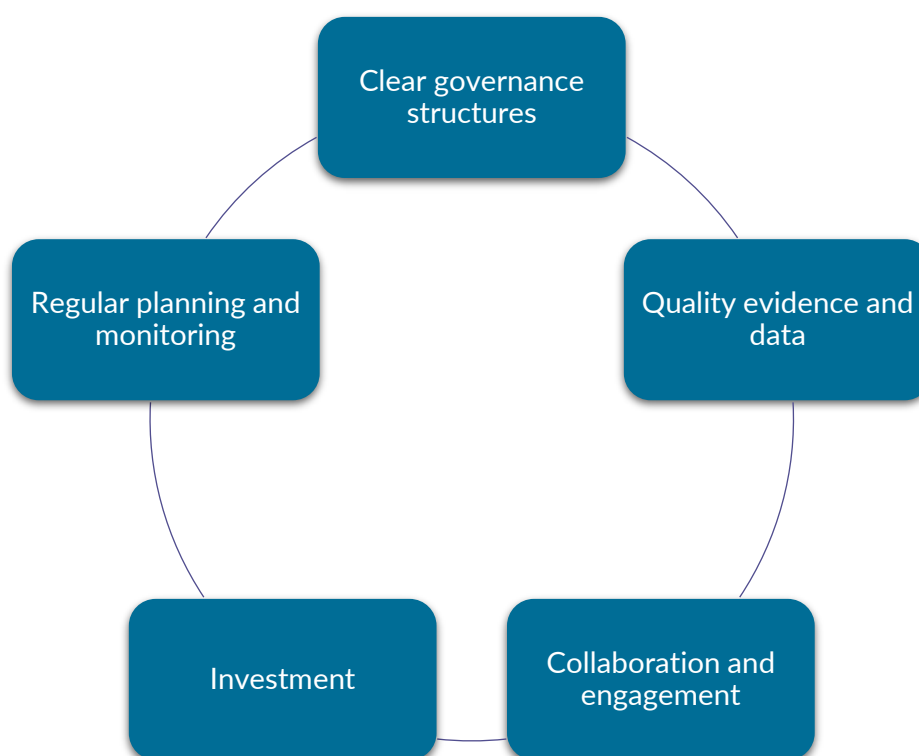 Clear governance
structures
Quality evidence and
data
Collaboration and
engagement
Investment
Regular planning and
monitoring